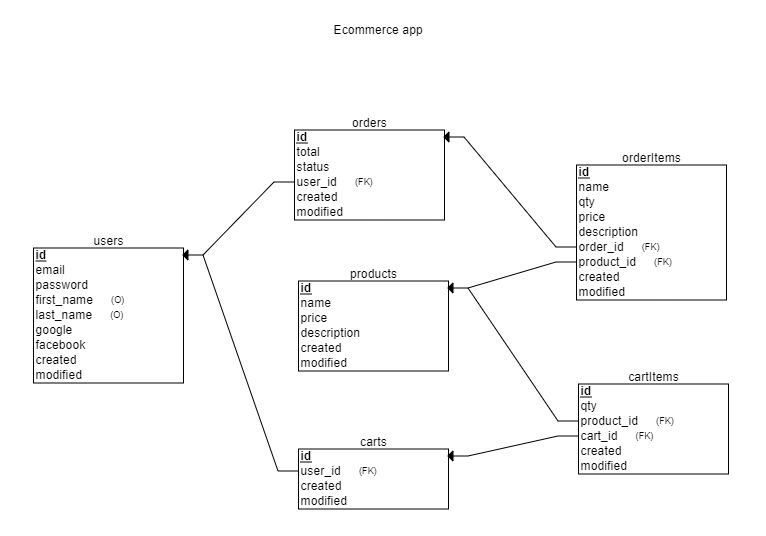 Ecommerce app
orders
id
total
status
user_id (FK)
created
modified
orderItems
id
name
qty
price
description
order_id (FK)
product_id (FK)
created
modified
users
id
email
password
first_name (O)
last_name (O)
google
facebook
created
modified
products
id
name
price
description
created
modified
cartItems
id
qty
product_id (FK)
cart_id (FK)
created
modified
carts
id
user_id (FK)
created
modified